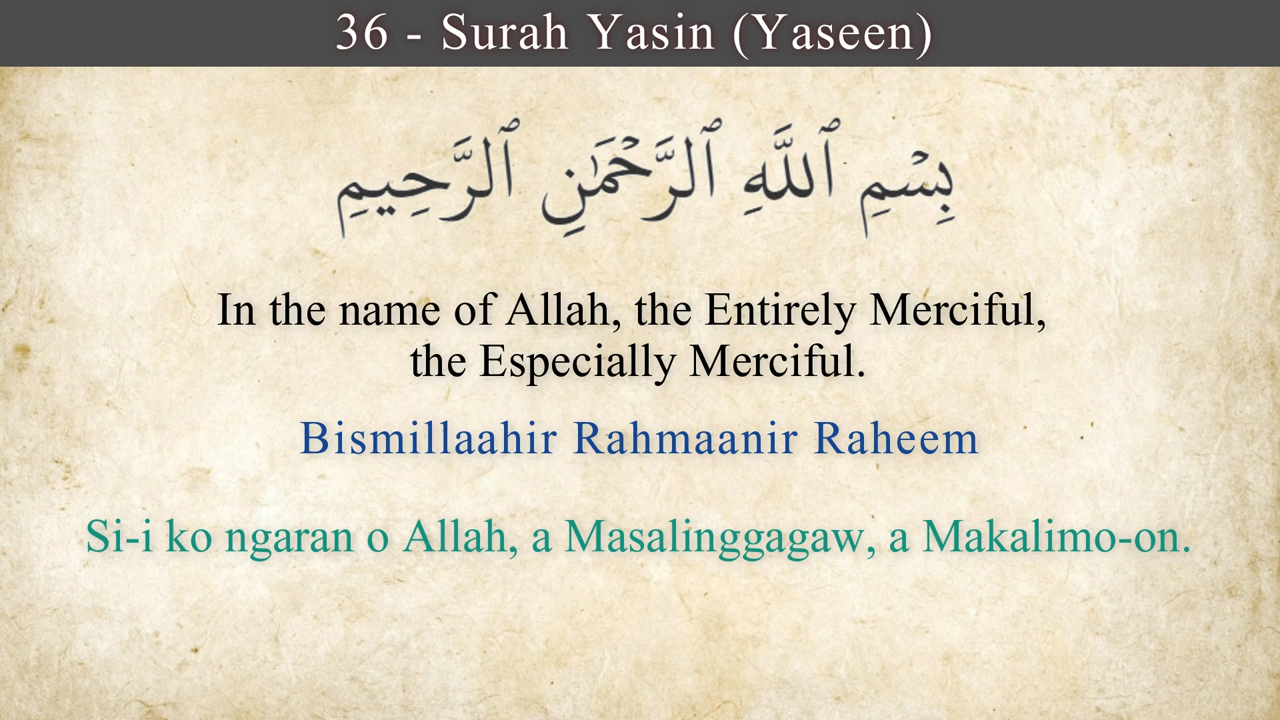 36 - Surah Yasin (Yaseen)
بِسْمِ ٱللَّهِ ٱلرَّحْمَٰنِ ٱلرَّحِيمِ
In the name of Allah, the Entirely Merciful,
the Especially Merciful.
Bismillaahir Rahmaanir Raheem
Si-i ko ngaran o Allah, a Masalinggagaw, a Makalimo-on.